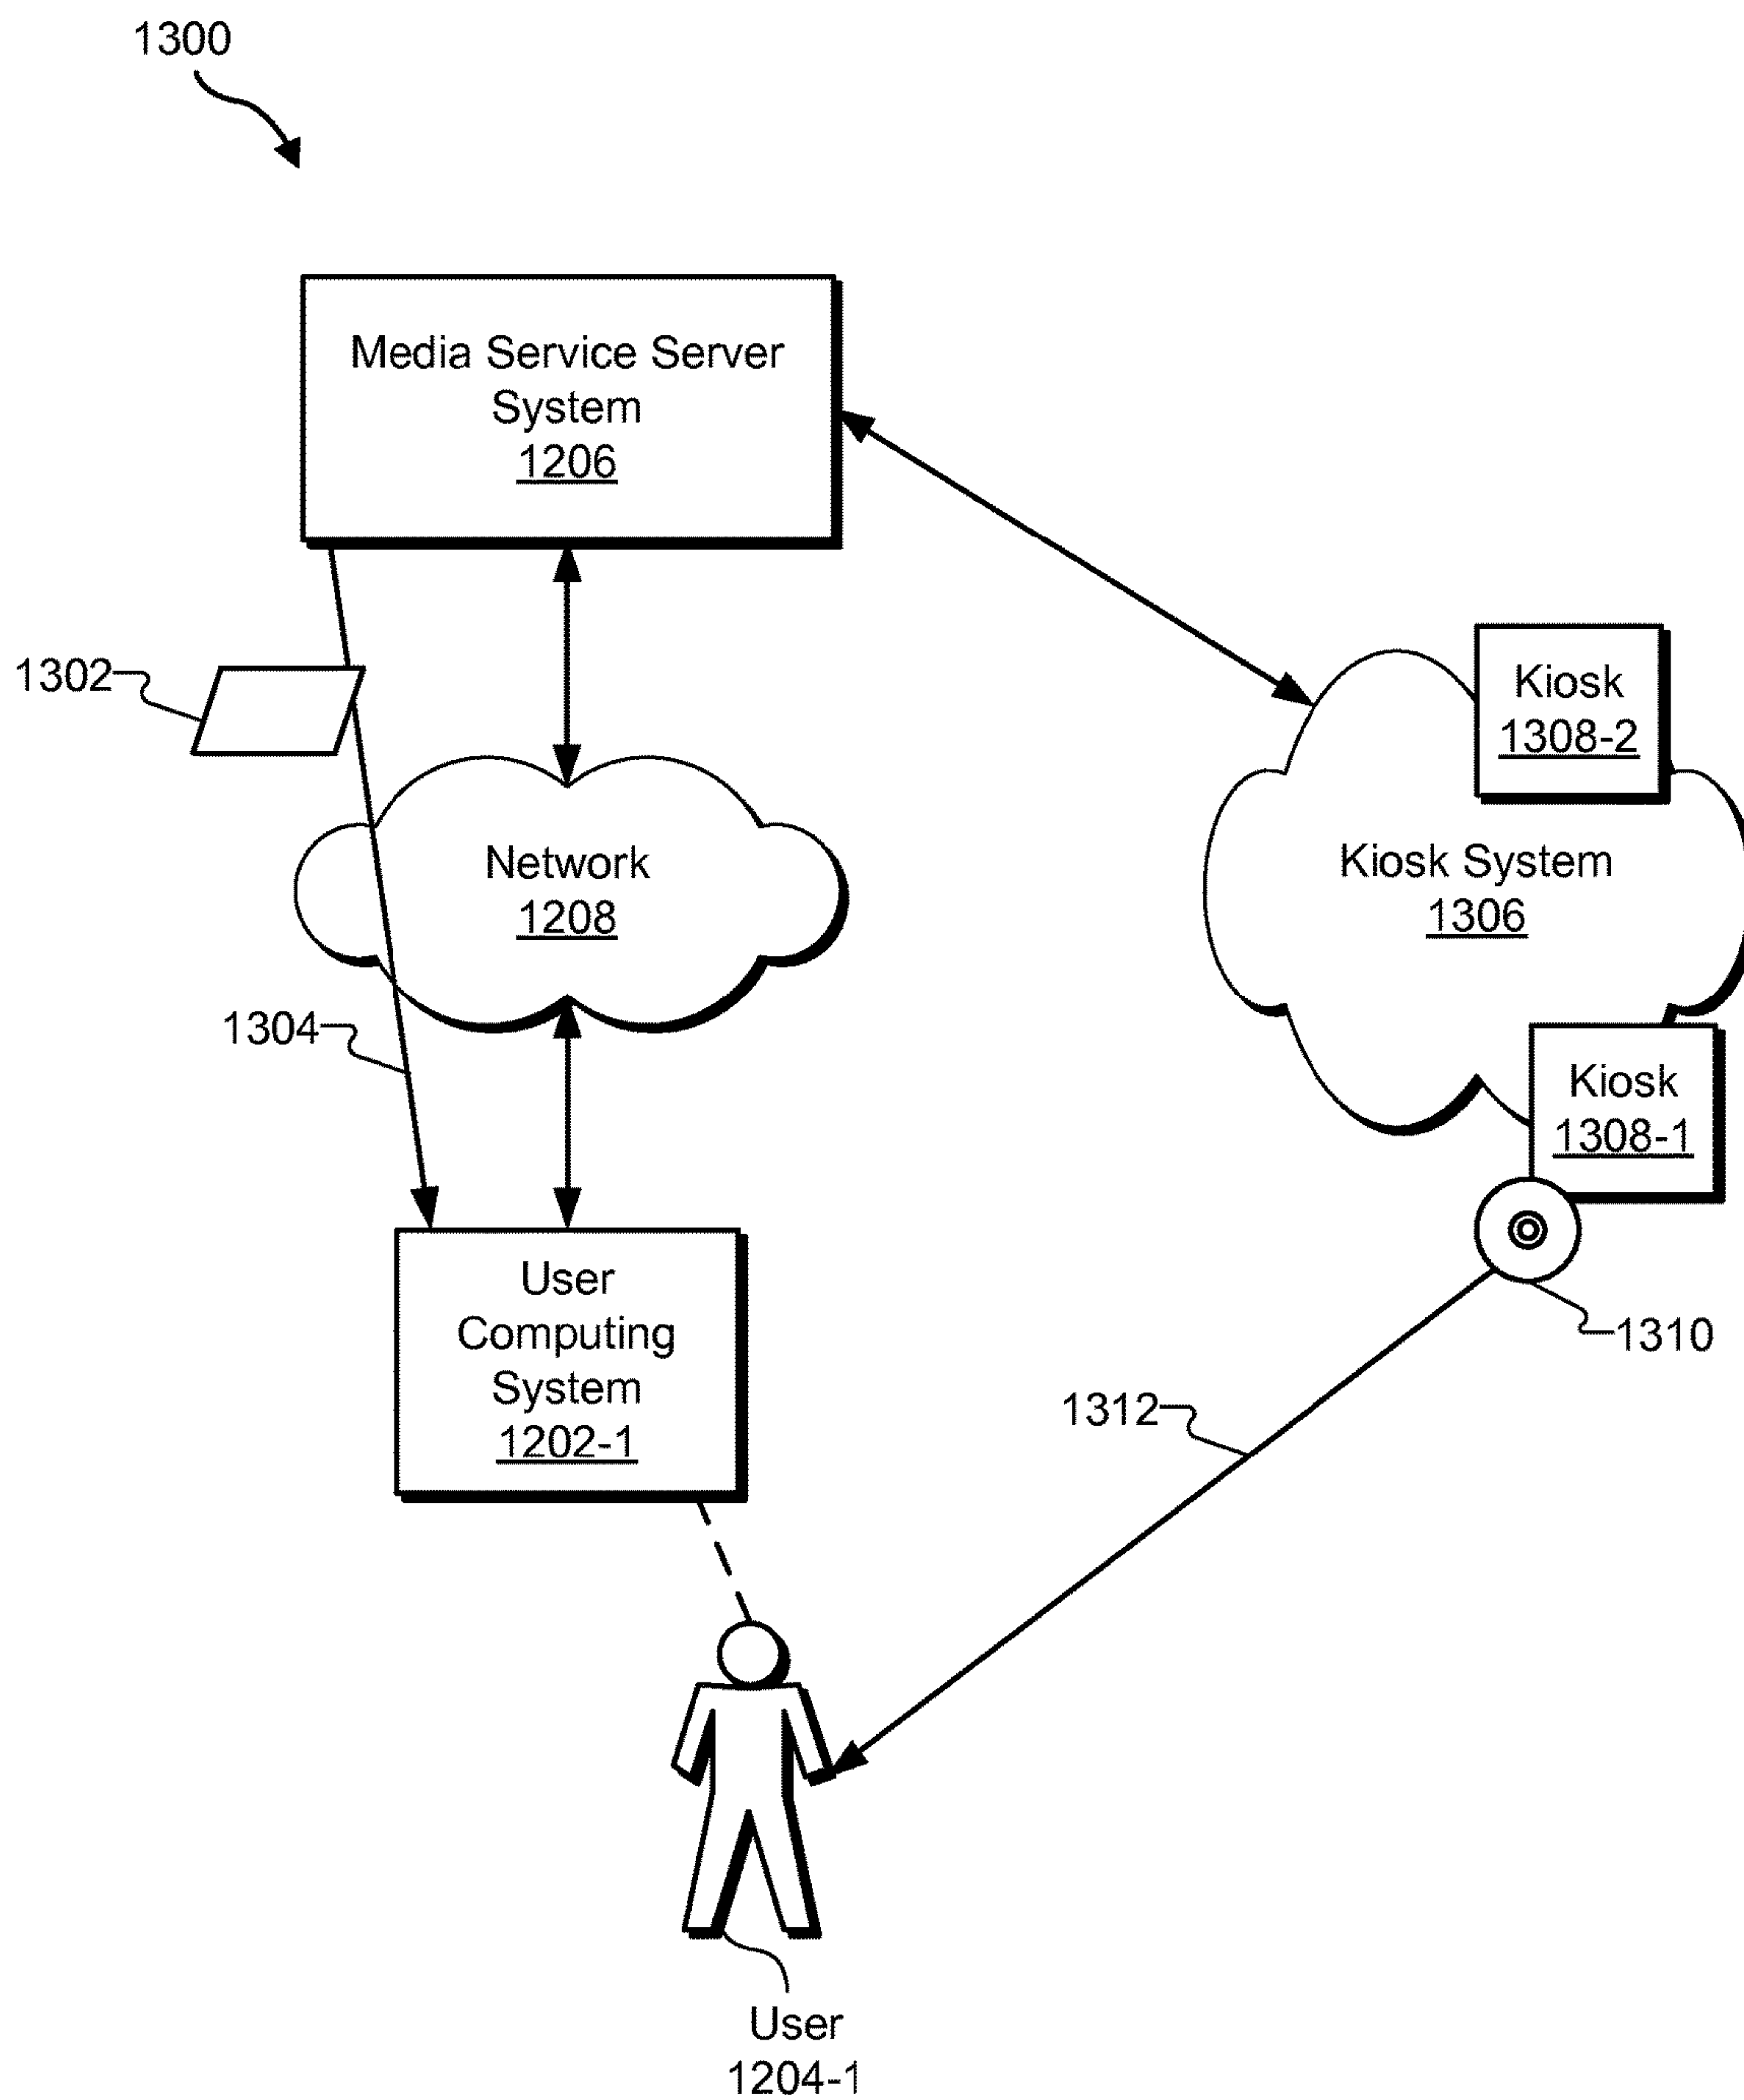 1300
Media Service Server
System
1206
1302
Kiosk
1308-2
Network
1208
Kiosk System
1306
1304
Kiosk
1308-1
User
Computing
System
1202-1
1310
1312
User
1204-1